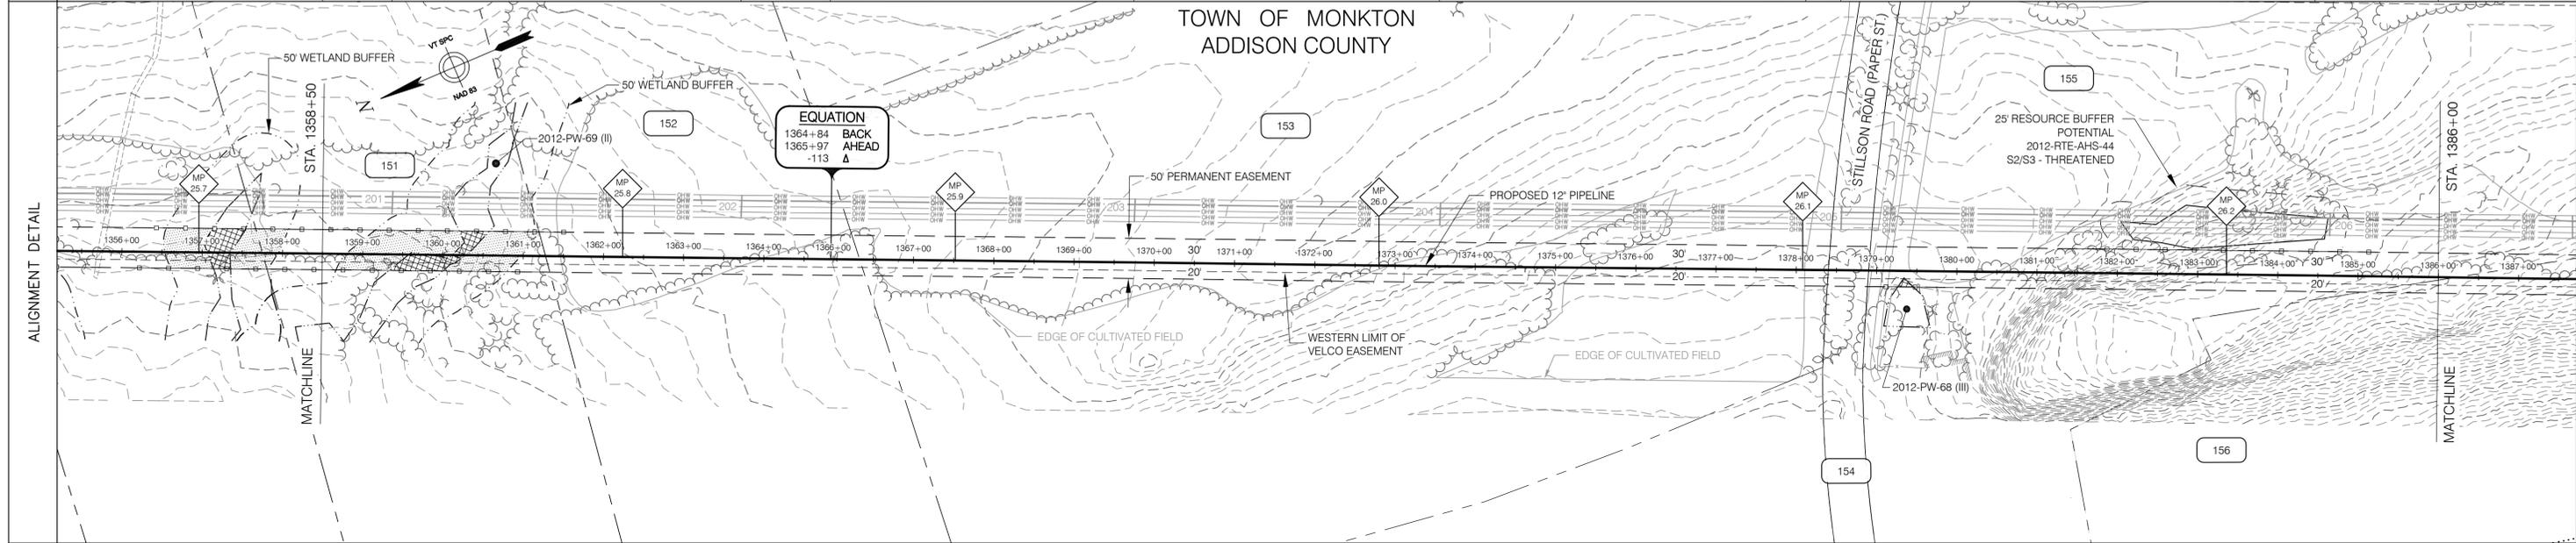 ALIGNMENT DETAIL
TOWN OF MONKTON
ADDISON COUNTY
50' WETLAND BUFFER
STA. 1358+50
MATCHLINE
VT SPC
NAD 83
N
50' WETLAND BUFFER
2012-PW-69 (II)
151
152
EQUATION
1364+84 BACK
1365+97 AHEAD
-113 Δ
153
50' PERMANENT EASEMENT
PROPOSED 12" PIPELINE
STILLSON ROAD (PAPER ST.)
155
25' RESOURCE BUFFER
POTENTIAL
2012-RTE-AHS-44
S2/S3 - THREATENED
STA. 1386+00
MATCHLINE
MP
25.7
MP
25.8
MP
25.9
MP
26.0
MP
26.1
MP
26.2
201
202
203
204
205
206
1356+00
1357+00
1358+00
1359+00
1360+00
1361+00
1362+00
1363+00
1364+00
1366+00
1367+00
1368+00
1369+00
1370+00
1371+00
1372+00
1373+00
1374+00
1375+00
1376+00
1377+00
1378+00
1379+00
1380+00
1381+00
1382+00
1383+00
1384+00
1385+00
1386+00
1387+00
30'
20'
30'
20'
30'
20'
EDGE OF CULTIVATED FIELD
WESTERN LIMIT OF
VELCO EASEMENT
EDGE OF CULTIVATED FIELD
2012-PW-68 (III)
154
156